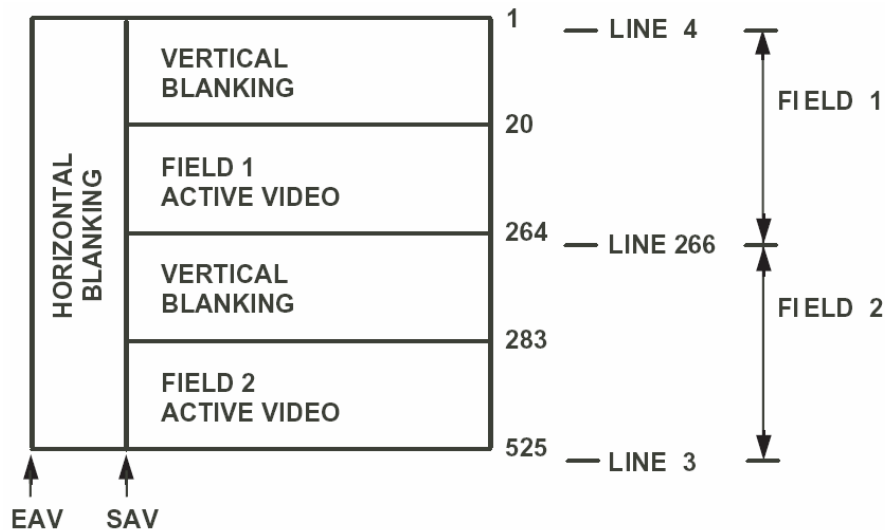 1
LINE 4
VERTICAL
BLANKING
FIELD 1
20
HORIZONTAL
BLANKING
FIELD 1
ACTIVE VIDEO
264
LINE 266
VERTICAL
BLANKING
FIELD 2
283
FIELD 2
ACTIVE VIDEO
525
LINE 3
EAV
SAV